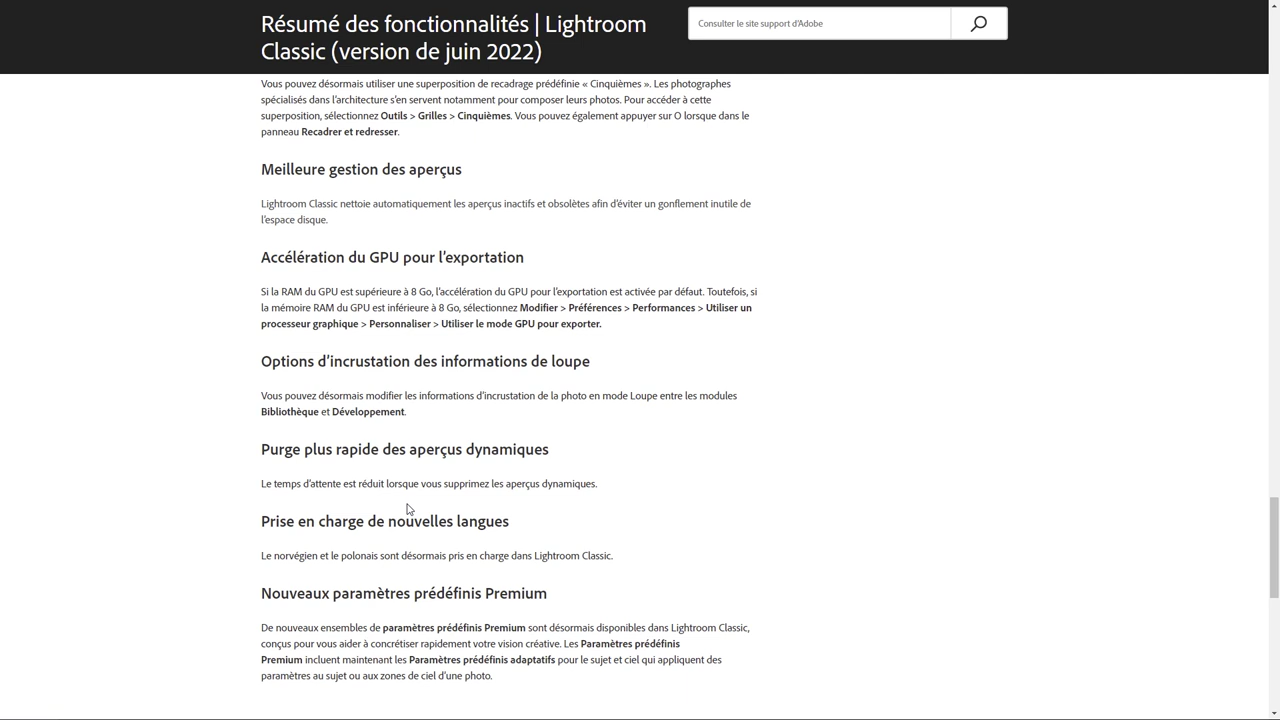 Résumé des fonctionnalités | Lightroom
Classic (version de juin 2022)
Consulter le site support d'Adobe
Vous pouvez désormais utiliser une superposition de recadrage prédéfinie « Cinquièmes ». Les photographes
spécialisés dans l'architecture s'en servent notamment pour composer leurs photos. Pour accéder à cette
superposition, sélectionnez Outils > Grilles > Cinquièmes. Vous pouvez également appuyer sur O lorsque dans le
panneau Recadrer et redresser.
Meilleure gestion des aperçus
Lightroom Classic nettoie automatiquement les aperçus inactifs et obsolètes afin d'éviter un gonflement inutile de
l'espace disque.
Accélération du GPU pour l'exportation
Si la RAM du GPU est supérieure à 8 Go, l'accélération du GPU pour l'exportation est activée par défaut. Toutefois, si
la mémoire RAM du GPU est inférieure à 8 Go, sélectionnez Modifier > Préférences > Performances > Utiliser un
processeur graphique > Personnaliser > Utiliser le mode GPU pour exporter.
Options d'incrustation des informations de loupe
Vous pouvez désormais modifier les informations d'incrustation de la photo en mode Loupe entre les modules
Bibliothèque et Développement.
Purge plus rapide des aperçus dynamiques
Le temps d'attente est réduit lorsque vous supprimez les aperçus dynamiques.
Prise en charge de nouvelles langues
Le norvégien et le polonais sont désormais pris en charge dans Lightroom Classic.
Nouveaux paramètres prédéfinis Premium
De nouveaux ensembles de paramètres prédéfinis Premium sont désormais disponibles dans Lightroom Classic,
conçus pour vous aider à concrétiser rapidement votre vision créative. Les Paramètres prédéfinis
Premium incluent maintenant les Paramètres prédéfinis adaptatifs pour le sujet et ciel qui appliquent des
paramètres au sujet ou aux zones de ciel d'une photo.